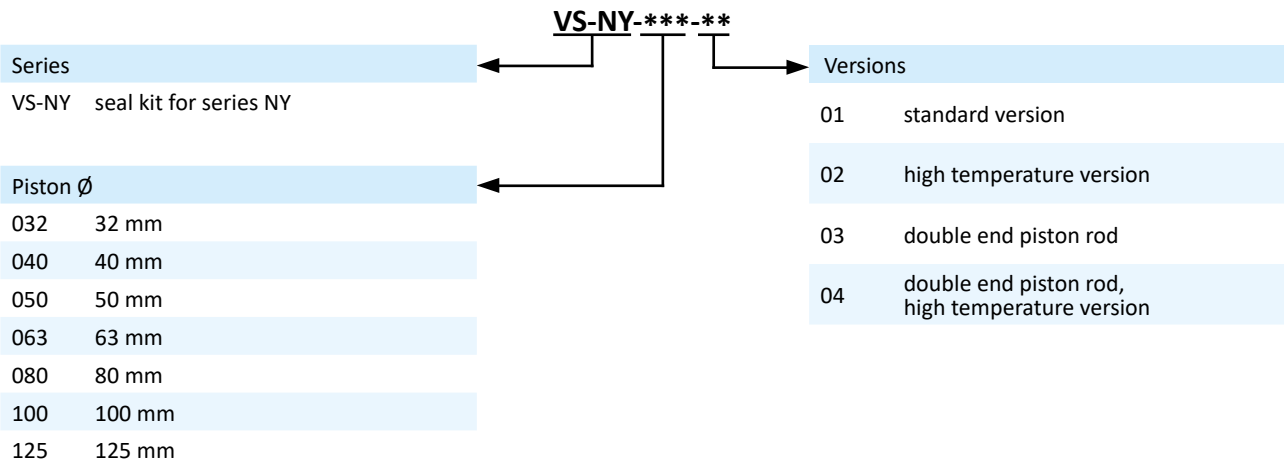 VS-NY-***-**
Series
VS-NY seal kit for series NY
Piston Ø
032 32 mm
040 40 mm
050 50 mm
063 63 mm
080 80 mm
100 100 mm
125 125 mm
Versions
01 standard version
02 high temperature version
03 double end piston rod
04 double end piston rod,
high temperature version